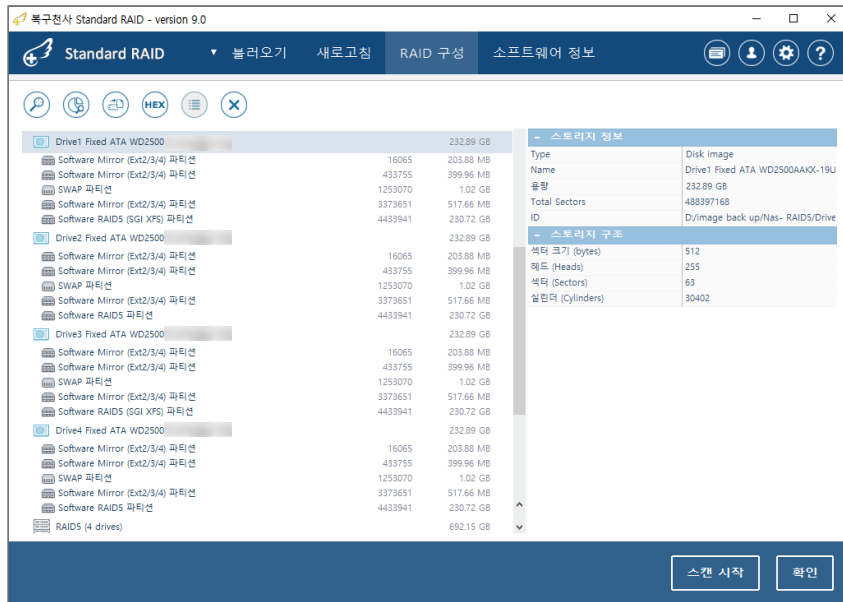 복구천사 Standard RAID - version 9.0
Standard RAID ▼ 불러오기 새로고침 RAID 구성 소프트웨어 정보
HEX
Drive1 Fixed ATA WD2500 232.89 GB
Software Mirror (Ext2/3/4) 파티션 16065 203.88 MB
Software Mirror (Ext2/3/4) 파티션 433755 399.96 MB
SWAP 파티션 1253070 1.02 GB
Software Mirror (Ext2/3/4) 파티션 3373651 517.66 MB
Software RAID5 (SGI XFS) 파티션 4433941 230.72 GB
Drive2 Fixed ATA WD2500 232.89 GB
Software Mirror (Ext2/3/4) 파티션 16065 203.88 MB
Software Mirror (Ext2/3/4) 파티션 433755 399.96 MB
SWAP 파티션 1253070 1.02 GB
Software Mirror (Ext2/3/4) 파티션 3373651 517.66 MB
Software RAID5 파티션 4433941 230.72 GB
Drive3 Fixed ATA WD2500 232.89 GB
Software Mirror (Ext2/3/4) 파티션 16065 203.88 MB
Software Mirror (Ext2/3/4) 파티션 433755 399.96 MB
SWAP 파티션 1253070 1.02 GB
Software Mirror (Ext2/3/4) 파티션 3373651 517.66 MB
Software RAID5 (SGI XFS) 파티션 4433941 230.72 GB
Drive4 Fixed ATA WD2500 232.89 GB
Software Mirror (Ext2/3/4) 파티션 16065 203.88 MB
Software Mirror (Ext2/3/4) 파티션 433755 399.96 MB
SWAP 파티션 1253070 1.02 GB
Software Mirror (Ext2/3/4) 파티션 3373651 517.66 MB
Software RAID5 파티션 4433941 230.72 GB
RAID5 (4 drives) 692.15 GB
− 스토리지 정보
Type Disk image
Name Drive1 Fixed ATA WD2500AAKX-19U
용량 232.89 GB
Total Sectors 488397168
ID D:/image back up/Nas- RAID5/Drive
− 스토리지 구조
섹터 크기 (bytes) 512
헤드 (Heads) 255
섹터 (Sectors) 63
실린더 (Cylinders) 30402
스캔 시작 확인